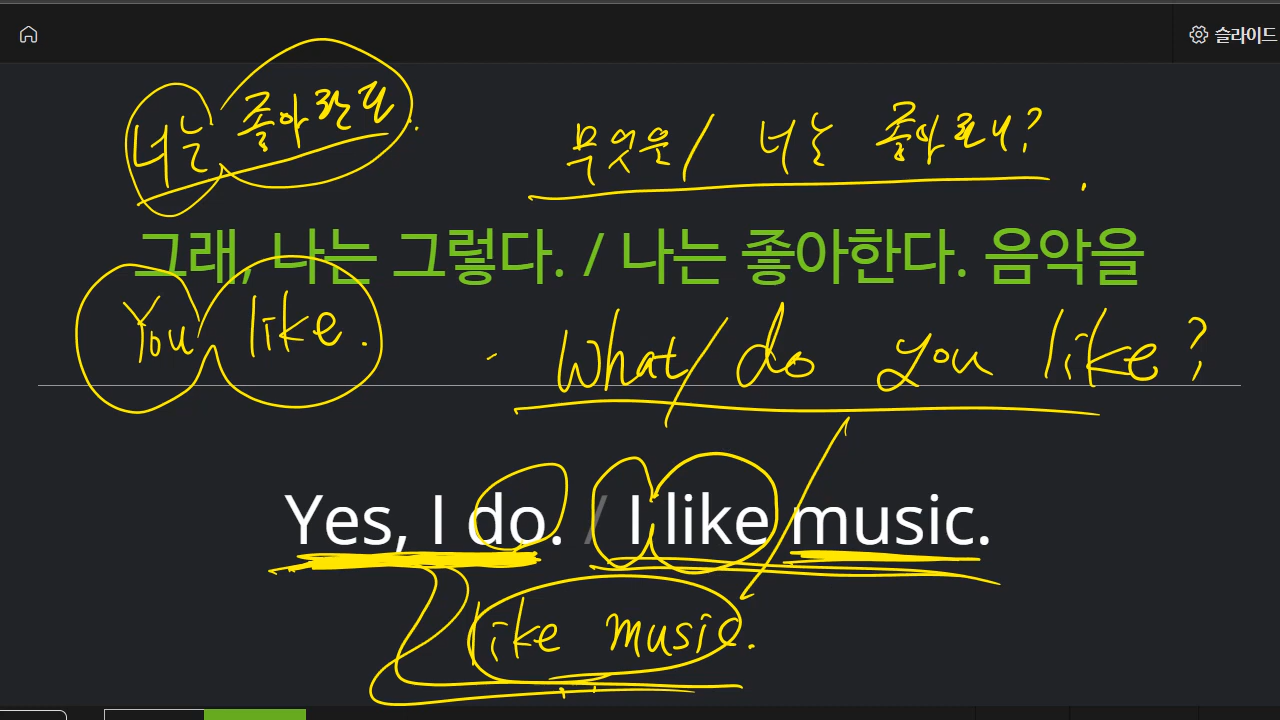 슬라이드
너는 좋아한다.
무엇을 / 너는 좋아하니?
그래, 나는 그렇다. / 나는 좋아한다. 음악을
You like.
What / do you like?
Yes, I do. / I like music.
like music.